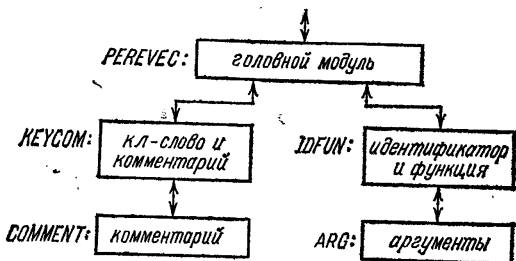 PEREVEC: головной модуль
KEYCOM: кл-слово и
комментарий
IDFUN: идентификатор
и функция
COMMENT: комментарий
ARG: аргументы